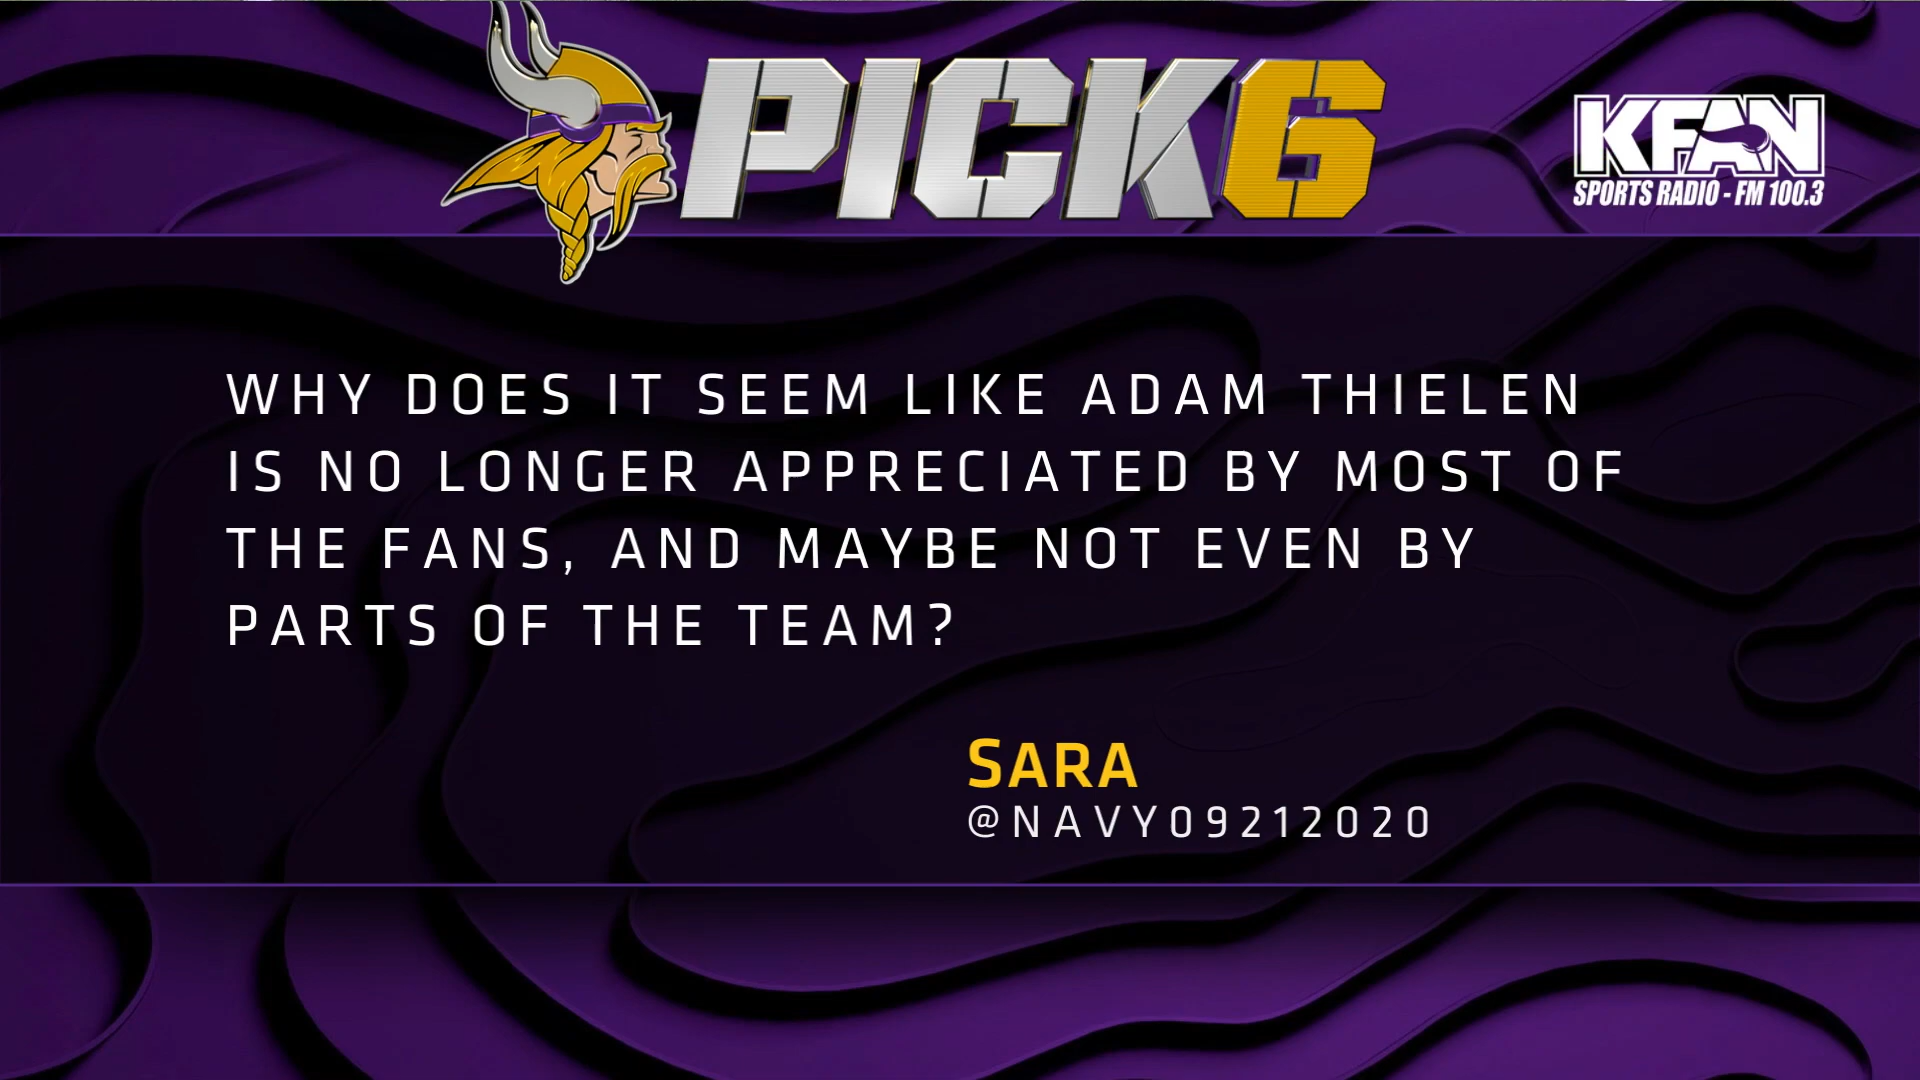 PICK6
KFAN
SPORTS RADIO - FM 100.3
WHY DOES IT SEEM LIKE ADAM THIELEN
IS NO LONGER APPRECIATED BY MOST OF
THE FANS, AND MAYBE NOT EVEN BY
PARTS OF THE TEAM?
SARA
@NAVY09212020